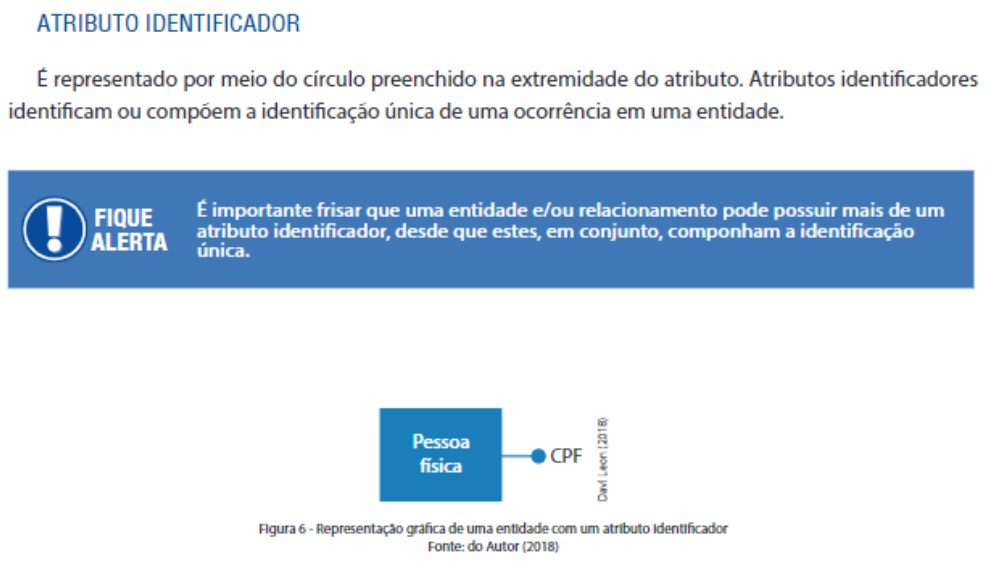 ATRIBUTO IDENTIFICADOR
É representado por meio do círculo preenchido na extremidade do atributo. Atributos identificadores
identificam ou compõem a identificação única de uma ocorrência em uma entidade.
FIQUE
ALERTA
É importante frisar que uma entidade e/ou relacionamento pode possuir mais de um
atributo identificador, desde que estes, em conjunto, componham a identificação
única.
Pessoa
física
CPF
Davi Leon (2018)
Figura 6 - Representação gráfica de uma entidade com um atributo identificador
Fonte: do Autor (2018)